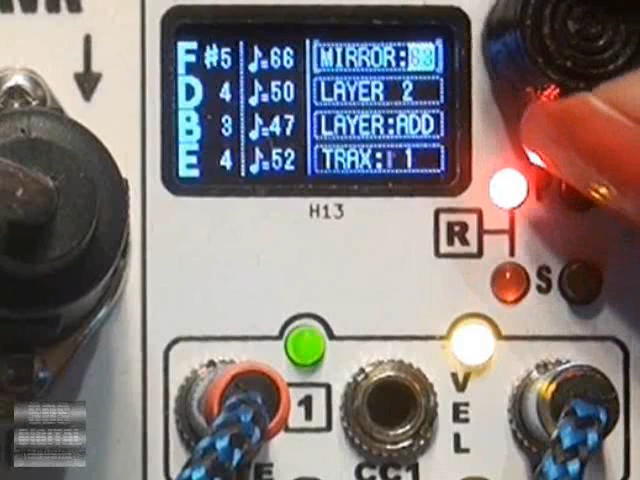 F #5 ♪=66 MIRROR:
D 4 ♪=50 LAYER 2
B 3 ♪=47 LAYER:ADD
E 4 ♪=52 TRAX: 1
H13
R
S
1
VEL
CC1